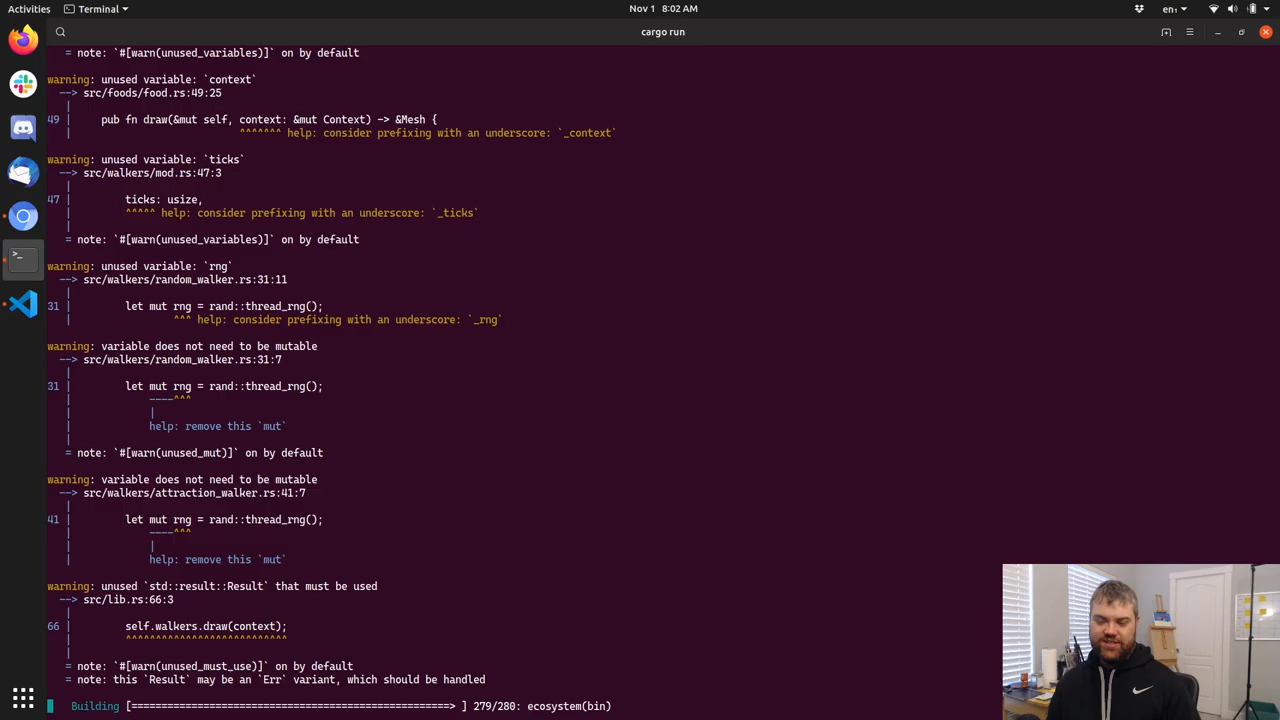 Activities
Terminal
Nov 1 8:02 AM
en₁
cargo run
= note: `#[warn(unused_variables)]` on by default
warning: unused variable: `context`
--> src/foods/food.rs:49:25
|
49 | pub fn draw(&mut self, context: &mut Context) -> &Mesh {
| ^^^^^^^ help: consider prefixing with an underscore: `_context`
warning: unused variable: `ticks`
--> src/walkers/mod.rs:47:3
|
47 | ticks: usize,
| ^^^^^ help: consider prefixing with an underscore: `_ticks`
|
= note: `#[warn(unused_variables)]` on by default
warning: unused variable: `rng`
--> src/walkers/random_walker.rs:31:11
|
31 | let mut rng = rand::thread_rng();
| ^^^ help: consider prefixing with an underscore: `_rng`
warning: variable does not need to be mutable
--> src/walkers/random_walker.rs:31:7
|
31 | let mut rng = rand::thread_rng();
| ----^^^
| |
| help: remove this `mut`
|
= note: `#[warn(unused_mut)]` on by default
warning: variable does not need to be mutable
--> src/walkers/attraction_walker.rs:41:7
|
41 | let mut rng = rand::thread_rng();
| ----^^^
| |
| help: remove this `mut`
warning: unused `std::result::Result` that must be used
--> src/lib.rs:66:3
|
66 | self.walkers.draw(context);
| ^^^^^^^^^^^^^^^^^^^^^^^^^^^
|
= note: `#[warn(unused_must_use)]` on by default
= note: this `Result` may be an `Err` variant, which should be handled
Building [=====================================================> ] 279/280: ecosystem(bin)